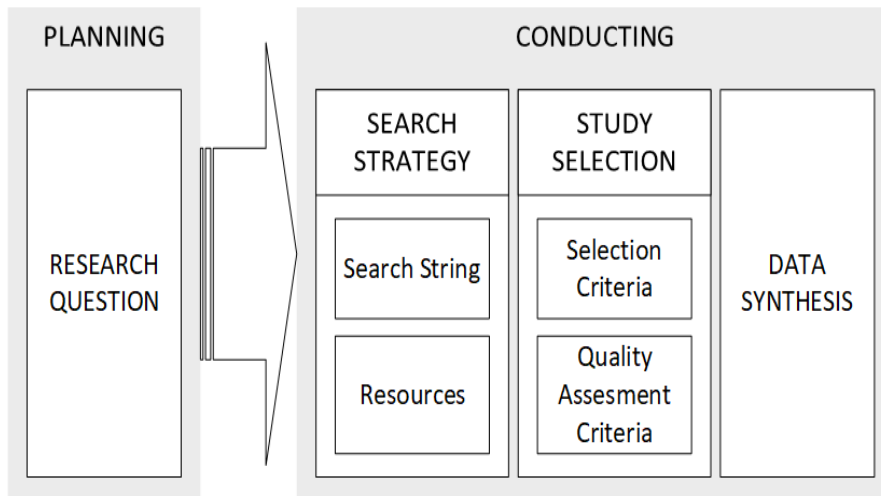 PLANNING
RESEARCH
QUESTION
CONDUCTING
SEARCH
STRATEGY
Search String
Resources
STUDY
SELECTION
Selection
Criteria
Quality
Assesment
Criteria
DATA
SYNTHESIS